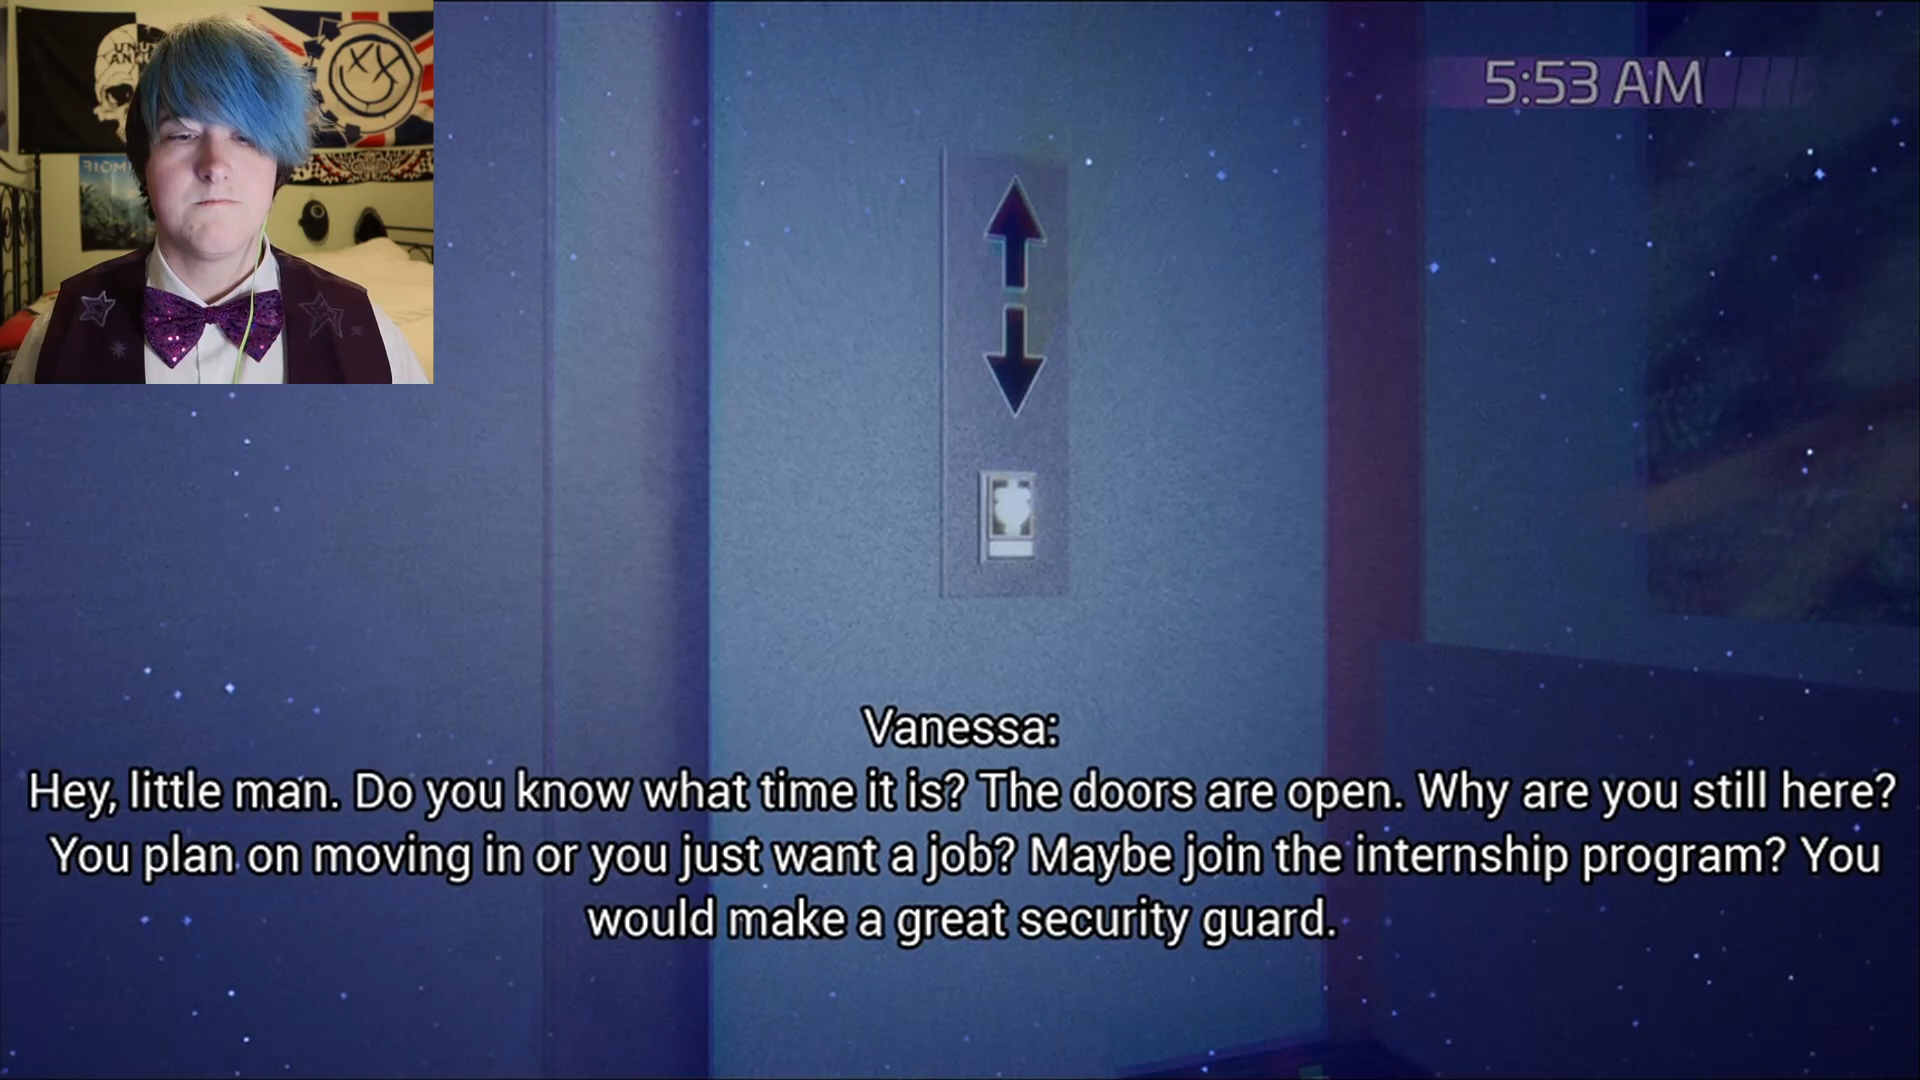 5:53 AM
Vanessa:
Hey, little man. Do you know what time it is? The doors are open. Why are you still here?
You plan on moving in or you just want a job? Maybe join the internship program? You
would make a great security guard.